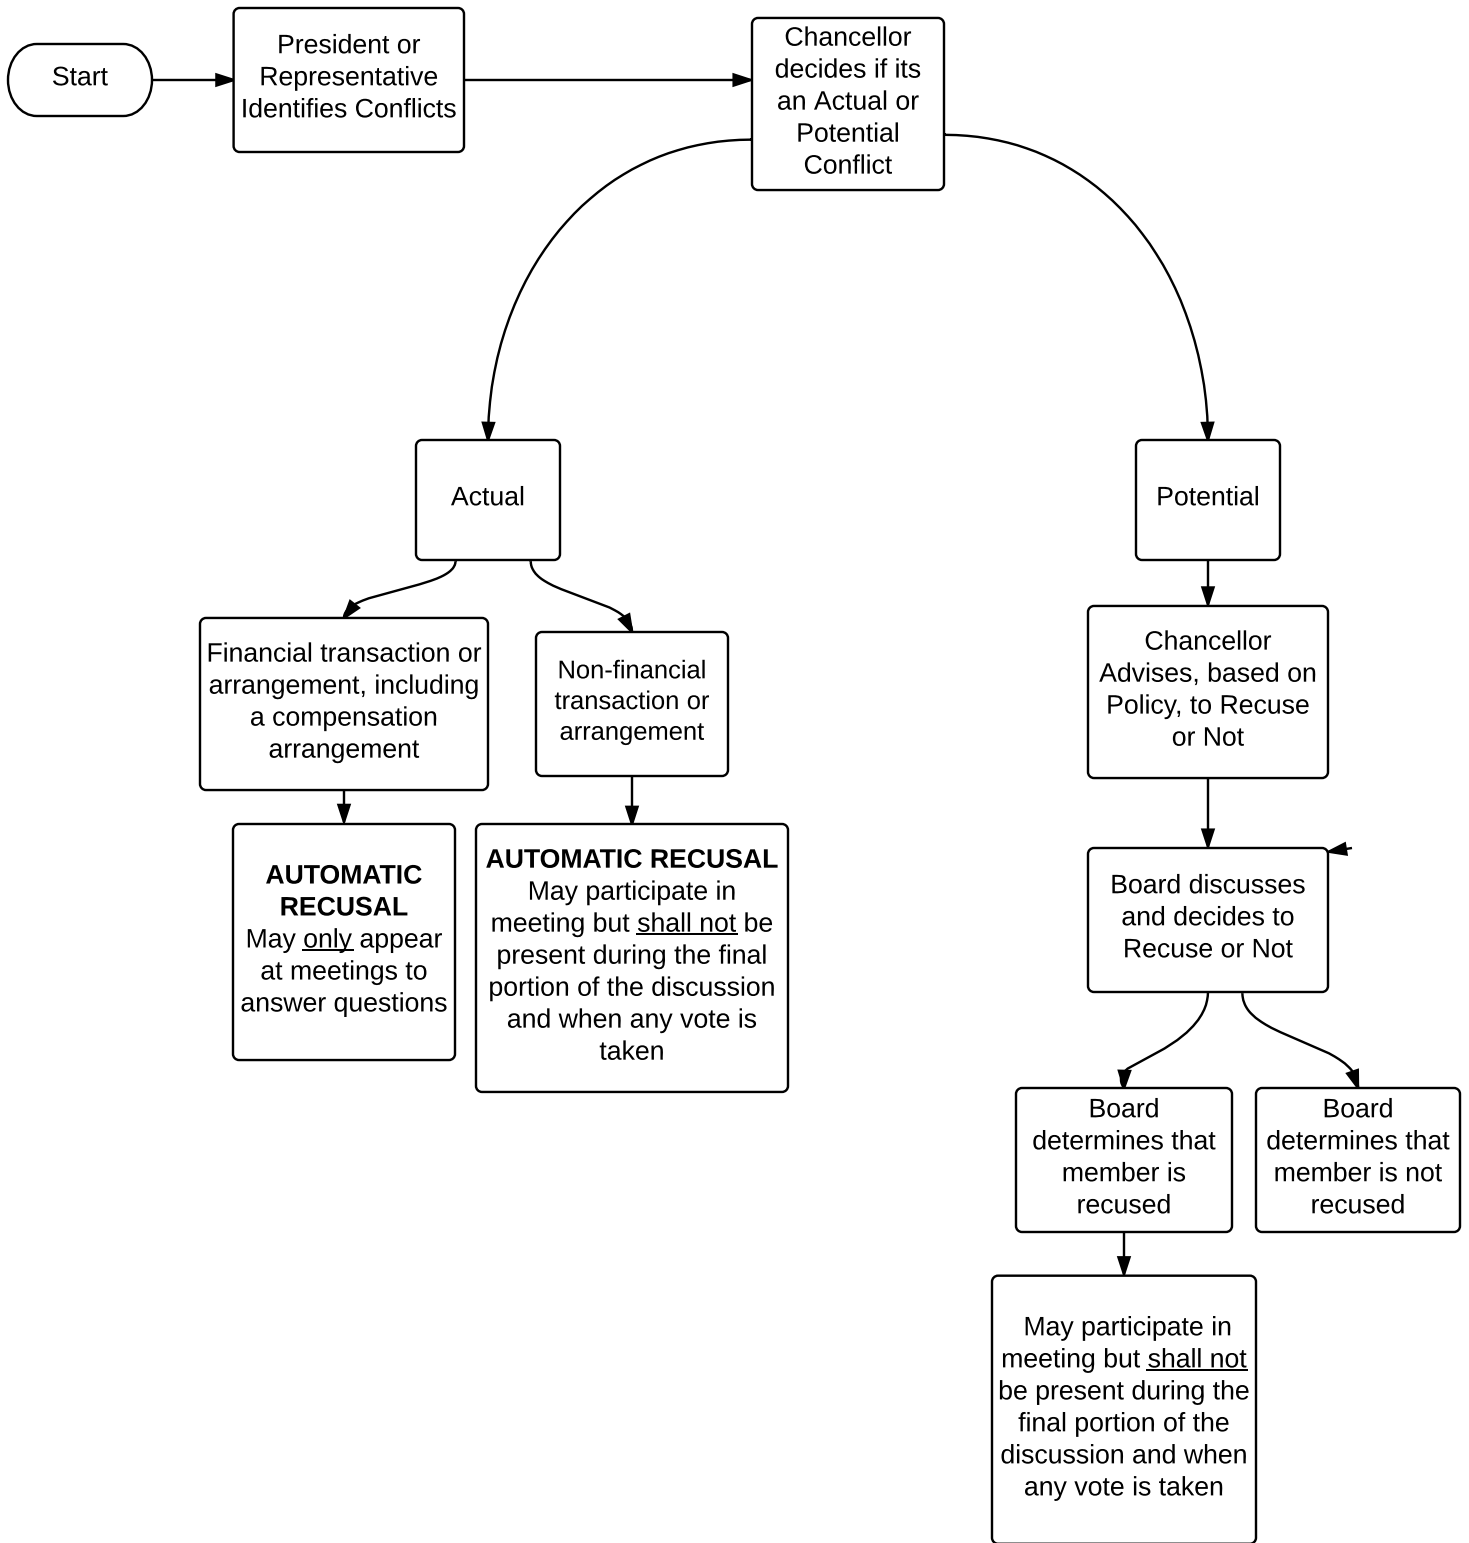 Start
President or
Representative
Identifies Conflicts
Chancellor
decides if its
an Actual or
Potential
Conflict
Actual
Potential
Financial transaction or
arrangement, including
a compensation
arrangement
Non-financial
transaction or
arrangement
Chancellor
Advises, based on
Policy, to Recuse
or Not
AUTOMATIC
RECUSAL
May only appear
at meetings to
answer questions
AUTOMATIC RECUSAL
May participate in
meeting but shall not be
present during the final
portion of the discussion
and when any vote is
taken
Board discusses
and decides to
Recuse or Not
Board
determines that
member is
recused
Board
determines that
member is not
recused
May participate in
meeting but shall not
be present during the
final portion of the
discussion and when
any vote is taken